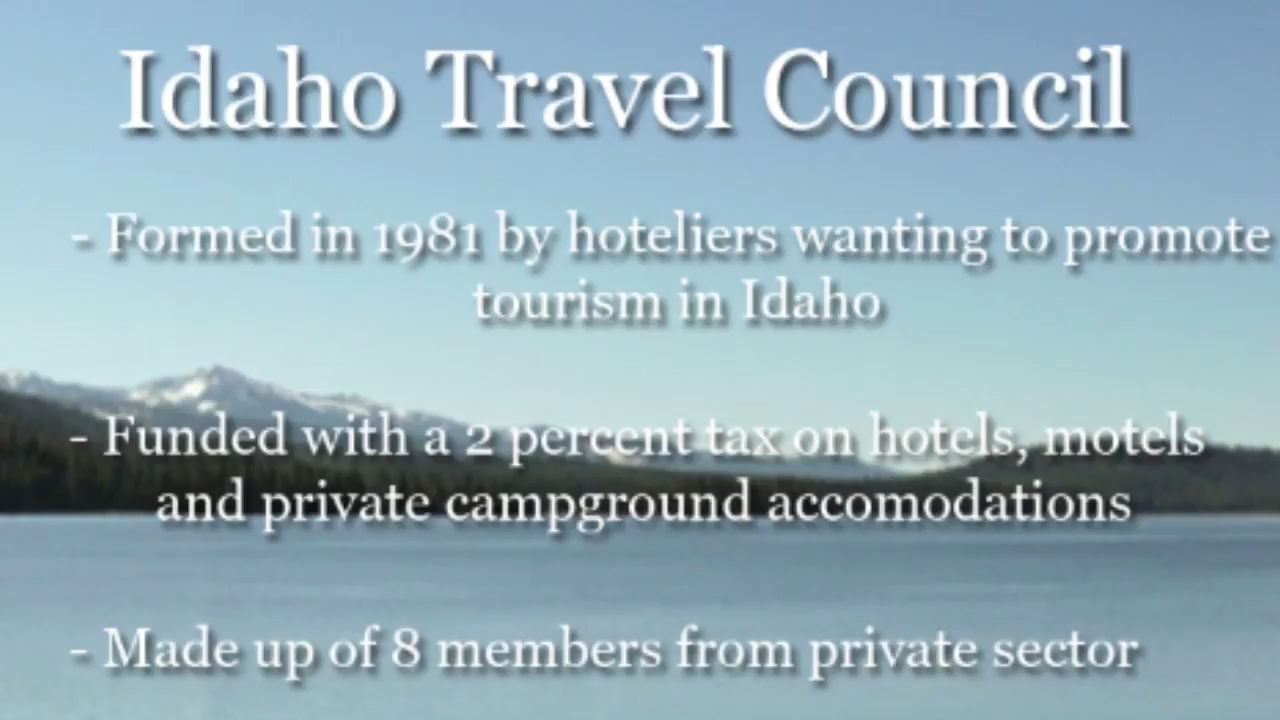 Idaho Travel Council
- Formed in 1981 by hoteliers wanting to promote
tourism in Idaho
- Funded with a 2 percent tax on hotels, motels
and private campground accomodations
- Made up of 8 members from private sector